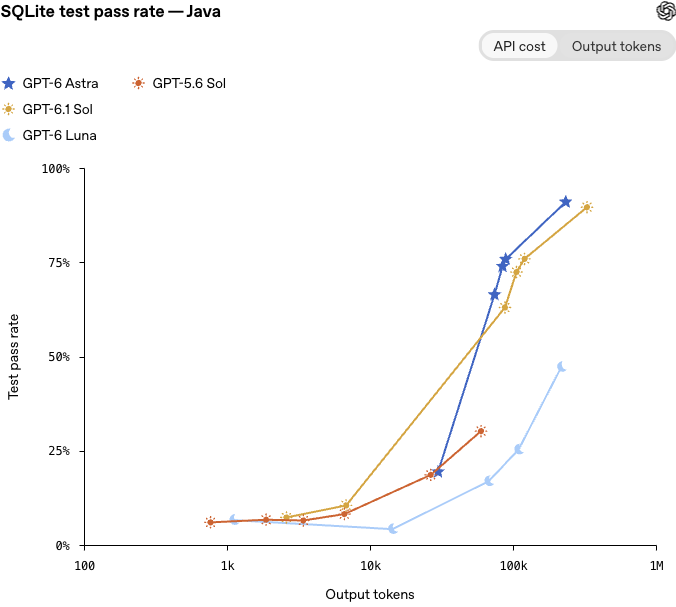 SQLite test pass rate — Java
API cost
Output tokens
GPT-6 Astra
GPT-5.6 Sol
GPT-6.1 Sol
GPT-6 Luna
100%
75%
50%
25%
0%
Test pass rate
100
1k
10k
100k
1M
Output tokens